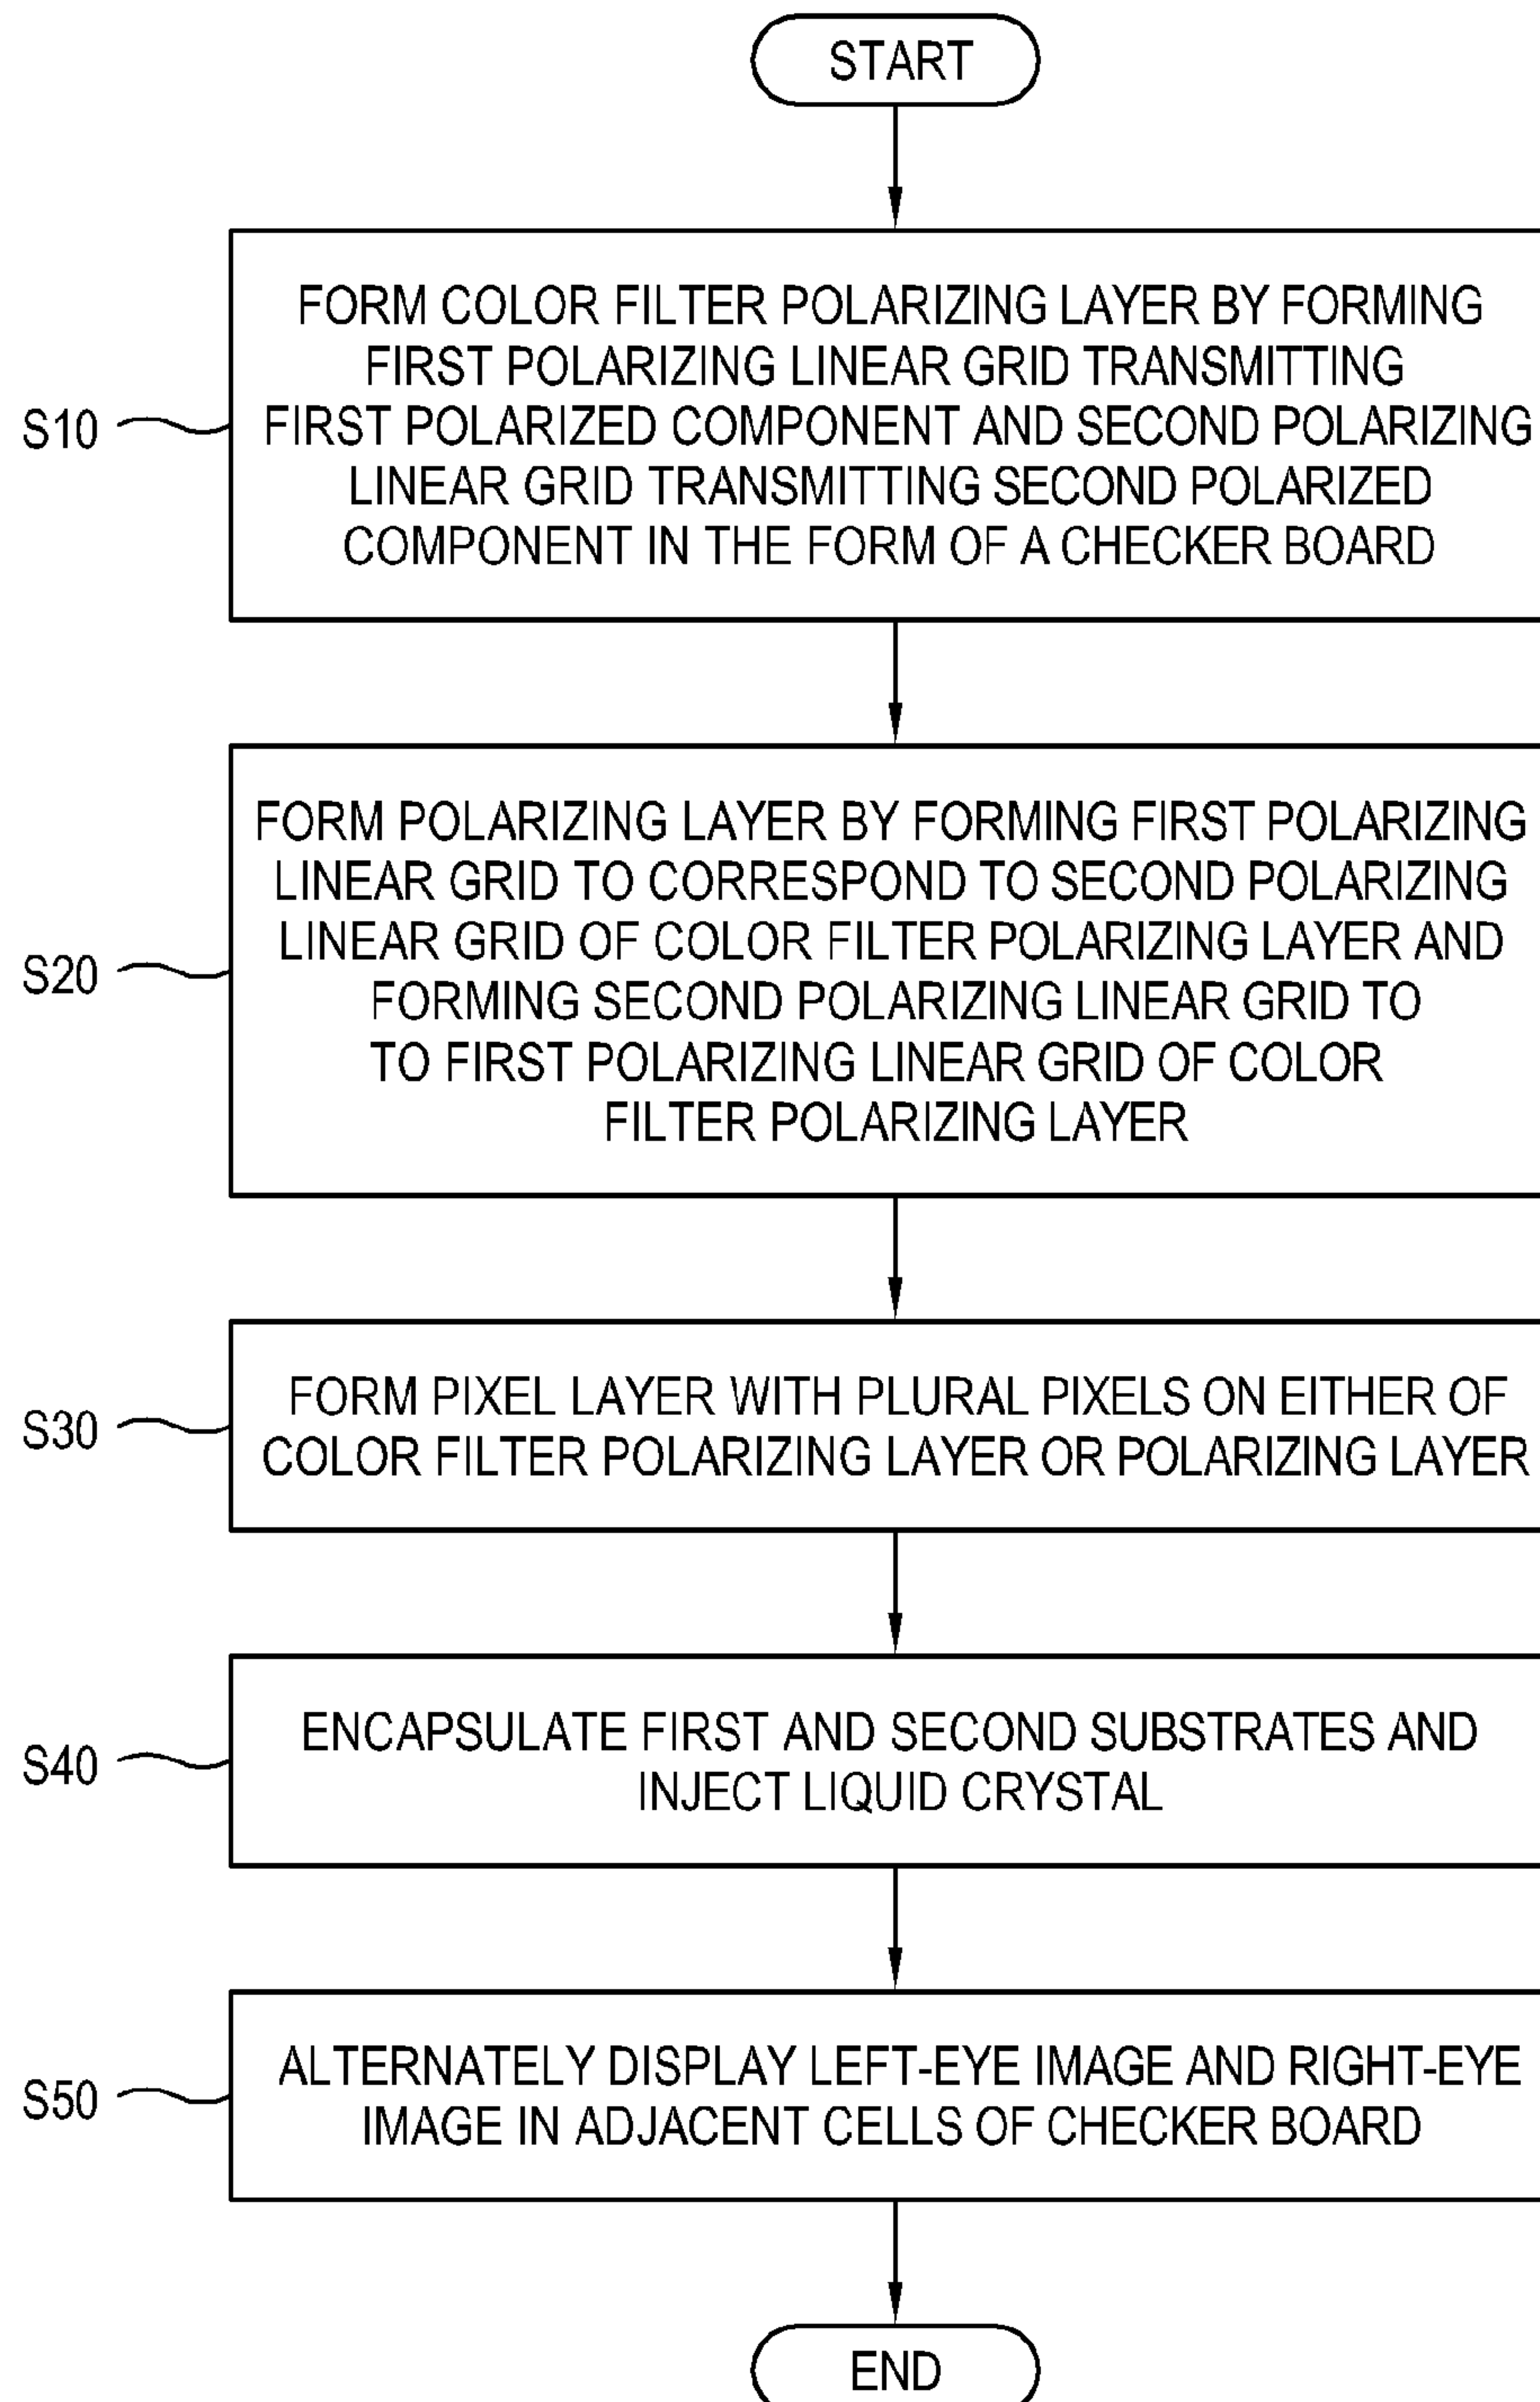 START
S10
FORM COLOR FILTER POLARIZING LAYER BY FORMING
FIRST POLARIZING LINEAR GRID TRANSMITTING
FIRST POLARIZED COMPONENT AND SECOND POLARIZING
LINEAR GRID TRANSMITTING SECOND POLARIZED
COMPONENT IN THE FORM OF A CHECKER BOARD
S20
FORM POLARIZING LAYER BY FORMING FIRST POLARIZING
LINEAR GRID TO CORRESPOND TO SECOND POLARIZING
LINEAR GRID OF COLOR FILTER POLARIZING LAYER AND
FORMING SECOND POLARIZING LINEAR GRID TO
TO FIRST POLARIZING LINEAR GRID OF COLOR
FILTER POLARIZING LAYER
S30
FORM PIXEL LAYER WITH PLURAL PIXELS ON EITHER OF
COLOR FILTER POLARIZING LAYER OR POLARIZING LAYER
S40
ENCAPSULATE FIRST AND SECOND SUBSTRATES AND
INJECT LIQUID CRYSTAL
S50
ALTERNATELY DISPLAY LEFT-EYE IMAGE AND RIGHT-EYE
IMAGE IN ADJACENT CELLS OF CHECKER BOARD
END